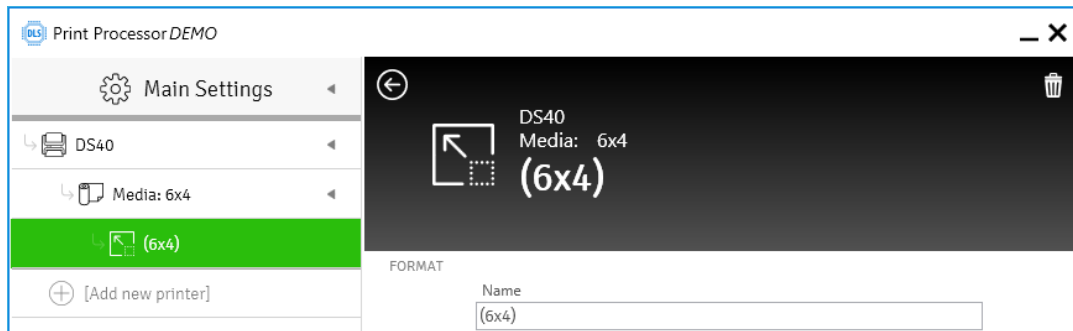 DLS Print Processor DEMO
Main Settings
DS40
Media: 6x4
(6x4)
[Add new printer]
DS40
Media: 6x4
(6x4)
FORMAT
Name
(6x4)